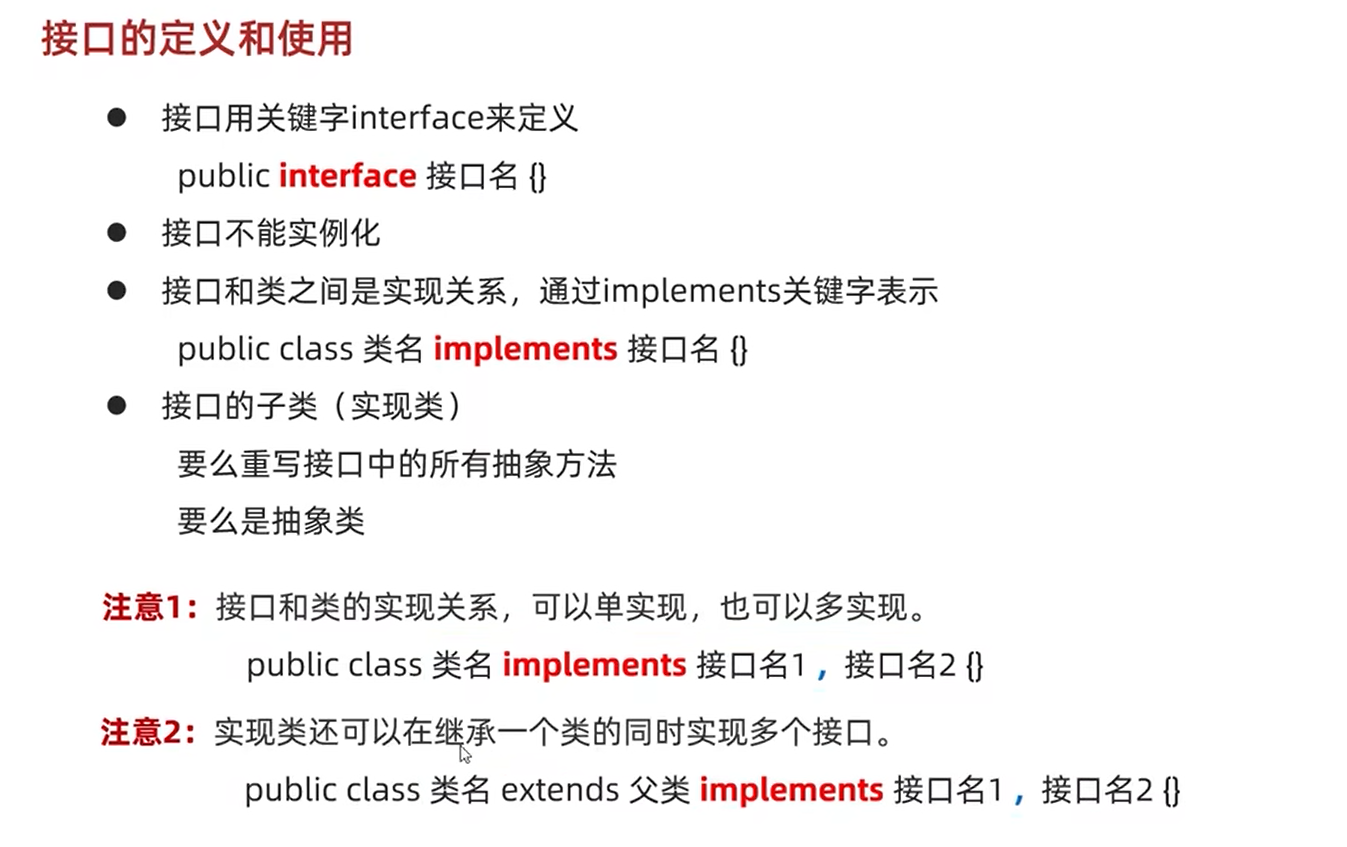 接口的定义和使用
● 接口用关键字interface来定义
public interface 接口名 {}
● 接口不能实例化
● 接口和类之间是实现关系，通过implements关键字表示
public class 类名 implements 接口名 {}
● 接口的子类（实现类）
要么重写接口中的所有抽象方法
要么是抽象类
注意1：接口和类的实现关系，可以单实现，也可以多实现。
public class 类名 implements 接口名1 ，接口名2 {}
注意2：实现类还可以在继承一个类的同时实现多个接口。
public class 类名 extends 父类 implements 接口名1 ，接口名2 {}